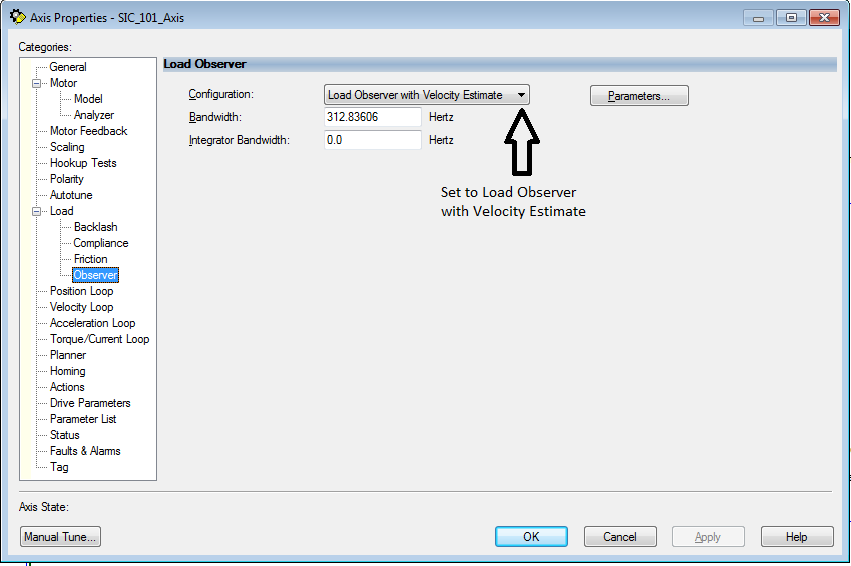 Axis Properties - SIC_101_Axis
Categories:
General
Motor
Model
Analyzer
Motor Feedback
Scaling
Hookup Tests
Polarity
Autotune
Load
Backlash
Compliance
Friction
Observer
Position Loop
Velocity Loop
Acceleration Loop
Torque/Current Loop
Planner
Homing
Actions
Drive Parameters
Parameter List
Status
Faults & Alarms
Tag
Load Observer
Configuration: Load Observer with Velocity Estimate Parameters...
Bandwidth: 312.83606 Hertz
Integrator Bandwidth: 0.0 Hertz
Set to Load Observer
with Velocity Estimate
Axis State:
Manual Tune... OK Cancel Apply Help